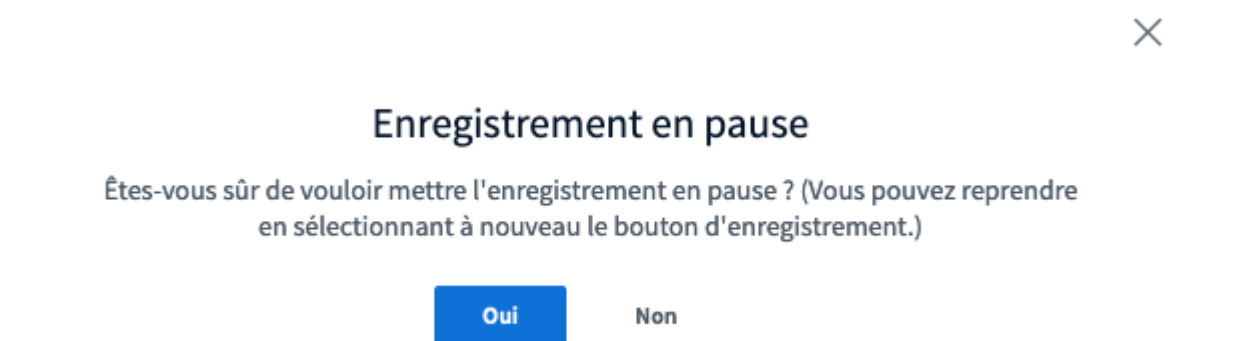 Enregistrement en pause
Êtes-vous sûr de vouloir mettre l'enregistrement en pause ? (Vous pouvez reprendre
en sélectionnant à nouveau le bouton d'enregistrement.)
Oui Non